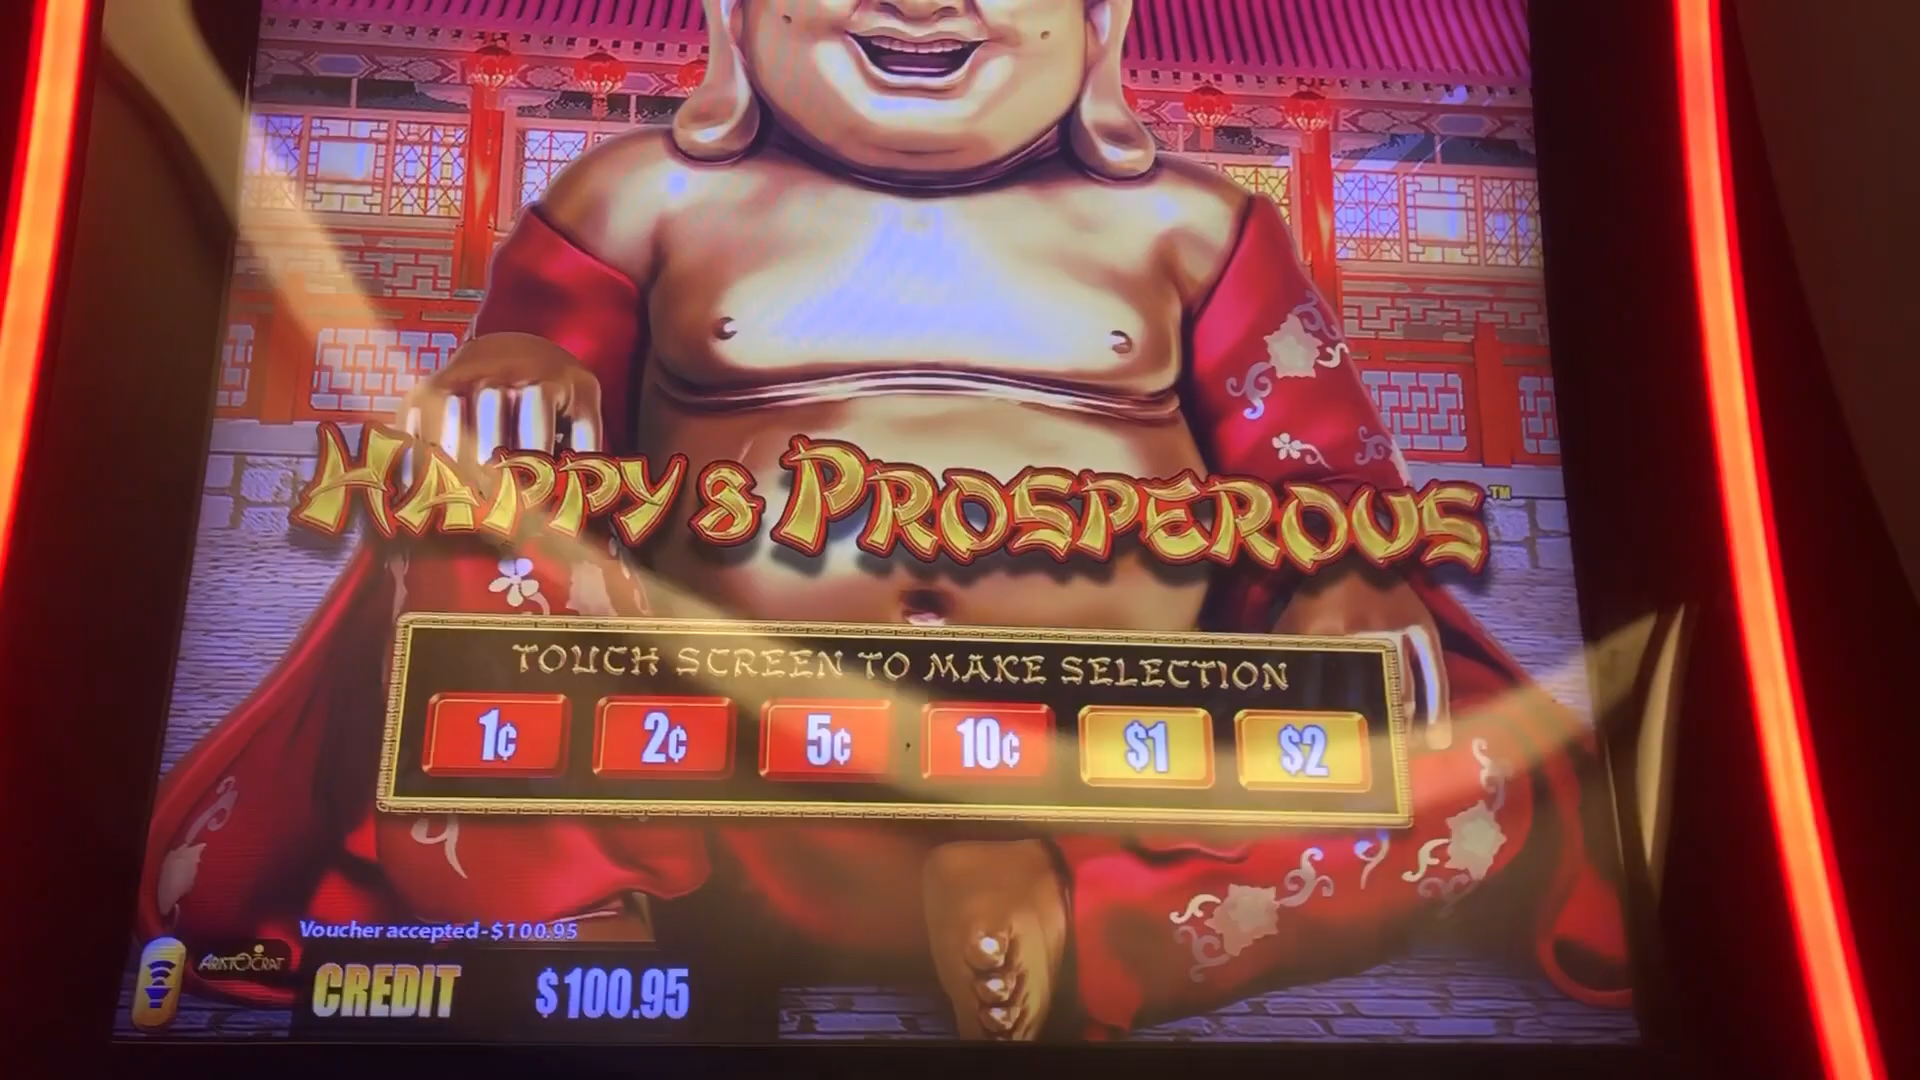 HAPPY & PROSPEROUS™
TOUCH SCREEN TO MAKE SELECTION
1¢ 2¢ 5¢ 10¢ $1 $2
Voucher accepted-$100.95
ARISTOCRAT
CREDIT $100.95